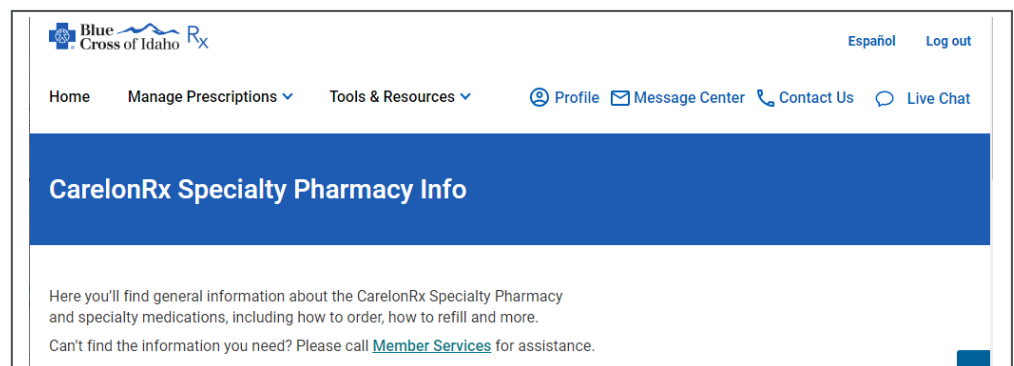 Blue
Cross of Idaho Rx
Español Log out
Home Manage Prescriptions Tools & Resources Profile Message Center Contact Us Live Chat
CarelonRx Specialty Pharmacy Info
Here you'll find general information about the CarelonRx Specialty Pharmacy
and specialty medications, including how to order, how to refill and more.
Can't find the information you need? Please call Member Services for assistance.